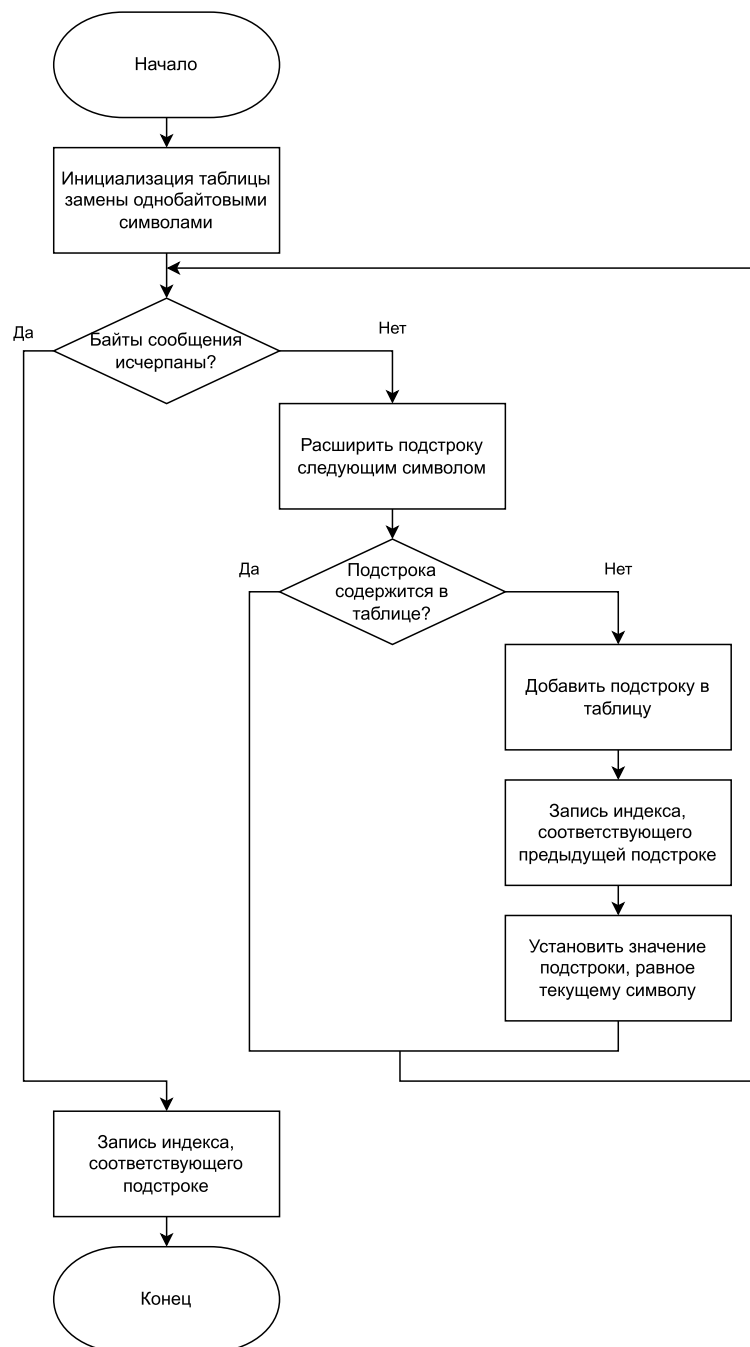 Начало
Инициализация таблицы
замены однобайтовыми
символами
Да
Байты сообщения
исчерпаны?
Нет
Расширить подстроку
следующим символом
Да
Подстрока
содержится в
таблице?
Нет
Добавить подстроку в
таблицу
Запись индекса,
соответствующего
предыдущей подстроке
Установить значение
подстроки, равное
текущему символу
Запись индекса,
соответствующего
подстроке
Конец